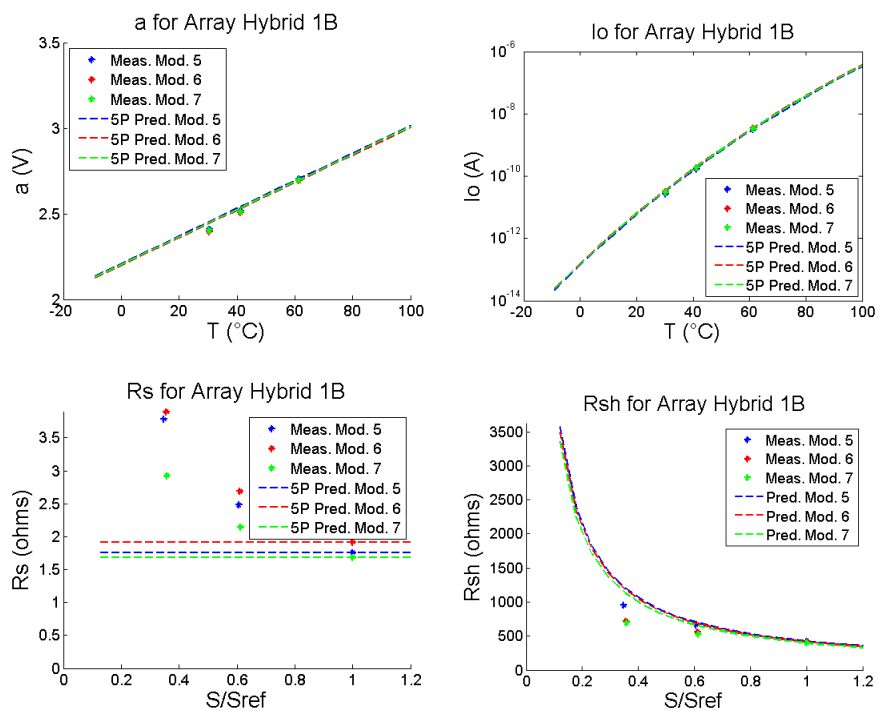 a for Array Hybrid 1B
3.5
3
2.5
2
a (V)
Meas. Mod. 5
Meas. Mod. 6
Meas. Mod. 7
5P Pred. Mod. 5
5P Pred. Mod. 6
5P Pred. Mod. 7
-20 0 20 40 60 80 100
T (°C)
Io for Array Hybrid 1B
10-6
10-8
10-10
10-12
10-14
Io (A)
Meas. Mod. 5
Meas. Mod. 6
Meas. Mod. 7
5P Pred. Mod. 5
5P Pred. Mod. 6
5P Pred. Mod. 7
-20 0 20 40 60 80 100
T (°C)
Rs for Array Hybrid 1B
3.5
3
2.5
2
1.5
1
0.5
0
Rs (ohms)
Meas. Mod. 5
Meas. Mod. 6
Meas. Mod. 7
5P Pred. Mod. 5
5P Pred. Mod. 6
5P Pred. Mod. 7
0 0.2 0.4 0.6 0.8 1 1.2
S/Sref
Rsh for Array Hybrid 1B
3500
3000
2500
2000
1500
1000
500
0
Rsh (ohms)
Meas. Mod. 5
Meas. Mod. 6
Meas. Mod. 7
Pred. Mod. 5
Pred. Mod. 6
Pred. Mod. 7
0 0.2 0.4 0.6 0.8 1 1.2
S/Sref